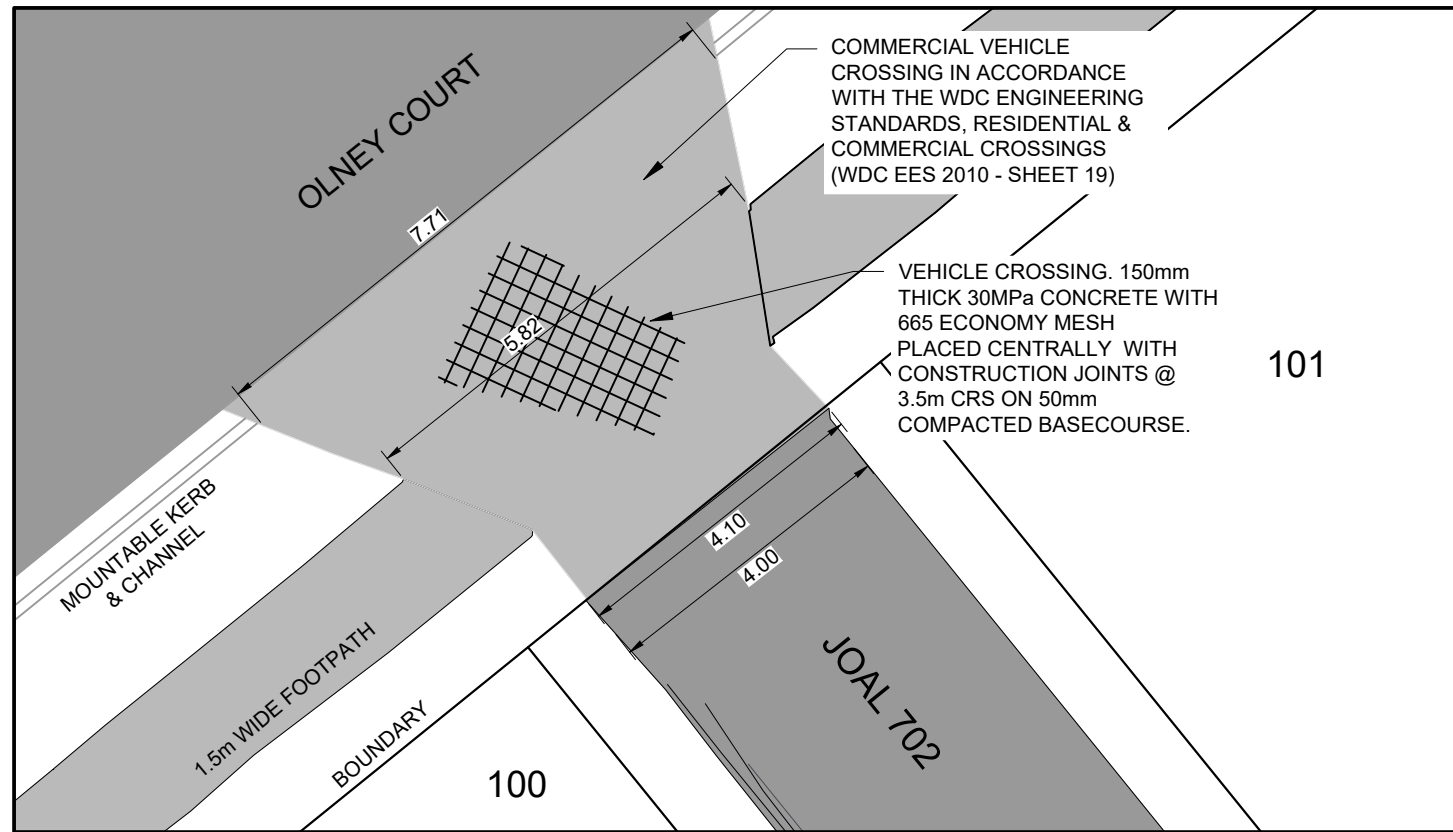 OLNEY COURT
COMMERCIAL VEHICLE
CROSSING IN ACCORDANCE
WITH THE WDC ENGINEERING
STANDARDS, RESIDENTIAL &
COMMERCIAL CROSSINGS
(WDC EES 2010 - SHEET 19)
7.71
5.82
VEHICLE CROSSING. 150mm
THICK 30MPa CONCRETE WITH
665 ECONOMY MESH
PLACED CENTRALLY WITH
CONSTRUCTION JOINTS @
3.5m CRS ON 50mm
COMPACTED BASECOURSE.
101
MOUNTABLE KERB
& CHANNEL
4.10
4.00
1.5m WIDE FOOTPATH
JOAL 702
BOUNDARY
100